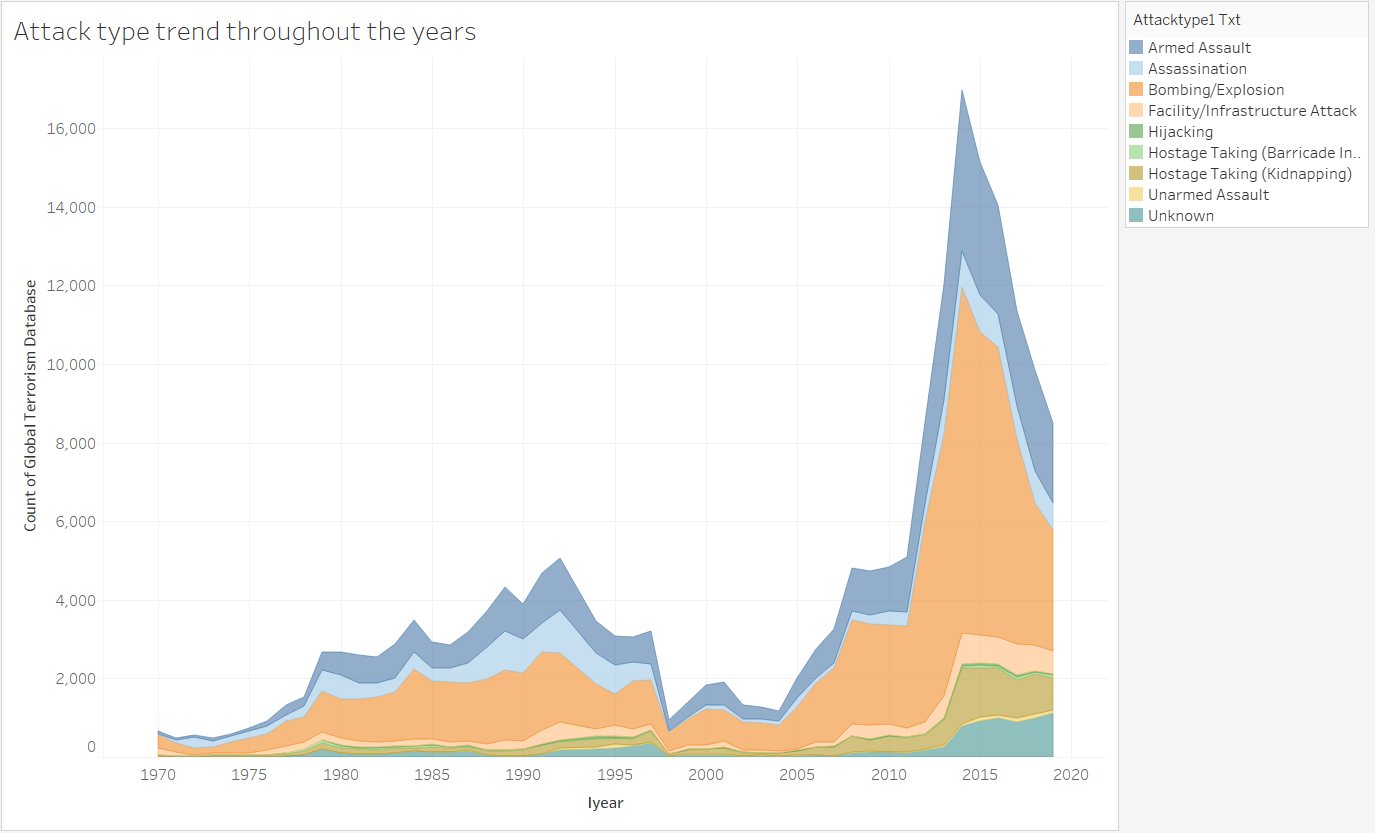 Attack type trend throughout the years
Attacktype1 Txt
Armed Assault
Assassination
Bombing/Explosion
Facility/Infrastructure Attack
Hijacking
Hostage Taking (Barricade In..
Hostage Taking (Kidnapping)
Unarmed Assault
Unknown
Count of Global Terrorism Database
16,000
14,000
12,000
10,000
8,000
6,000
4,000
2,000
0
1970 1975 1980 1985 1990 1995 2000 2005 2010 2015 2020
Iyear